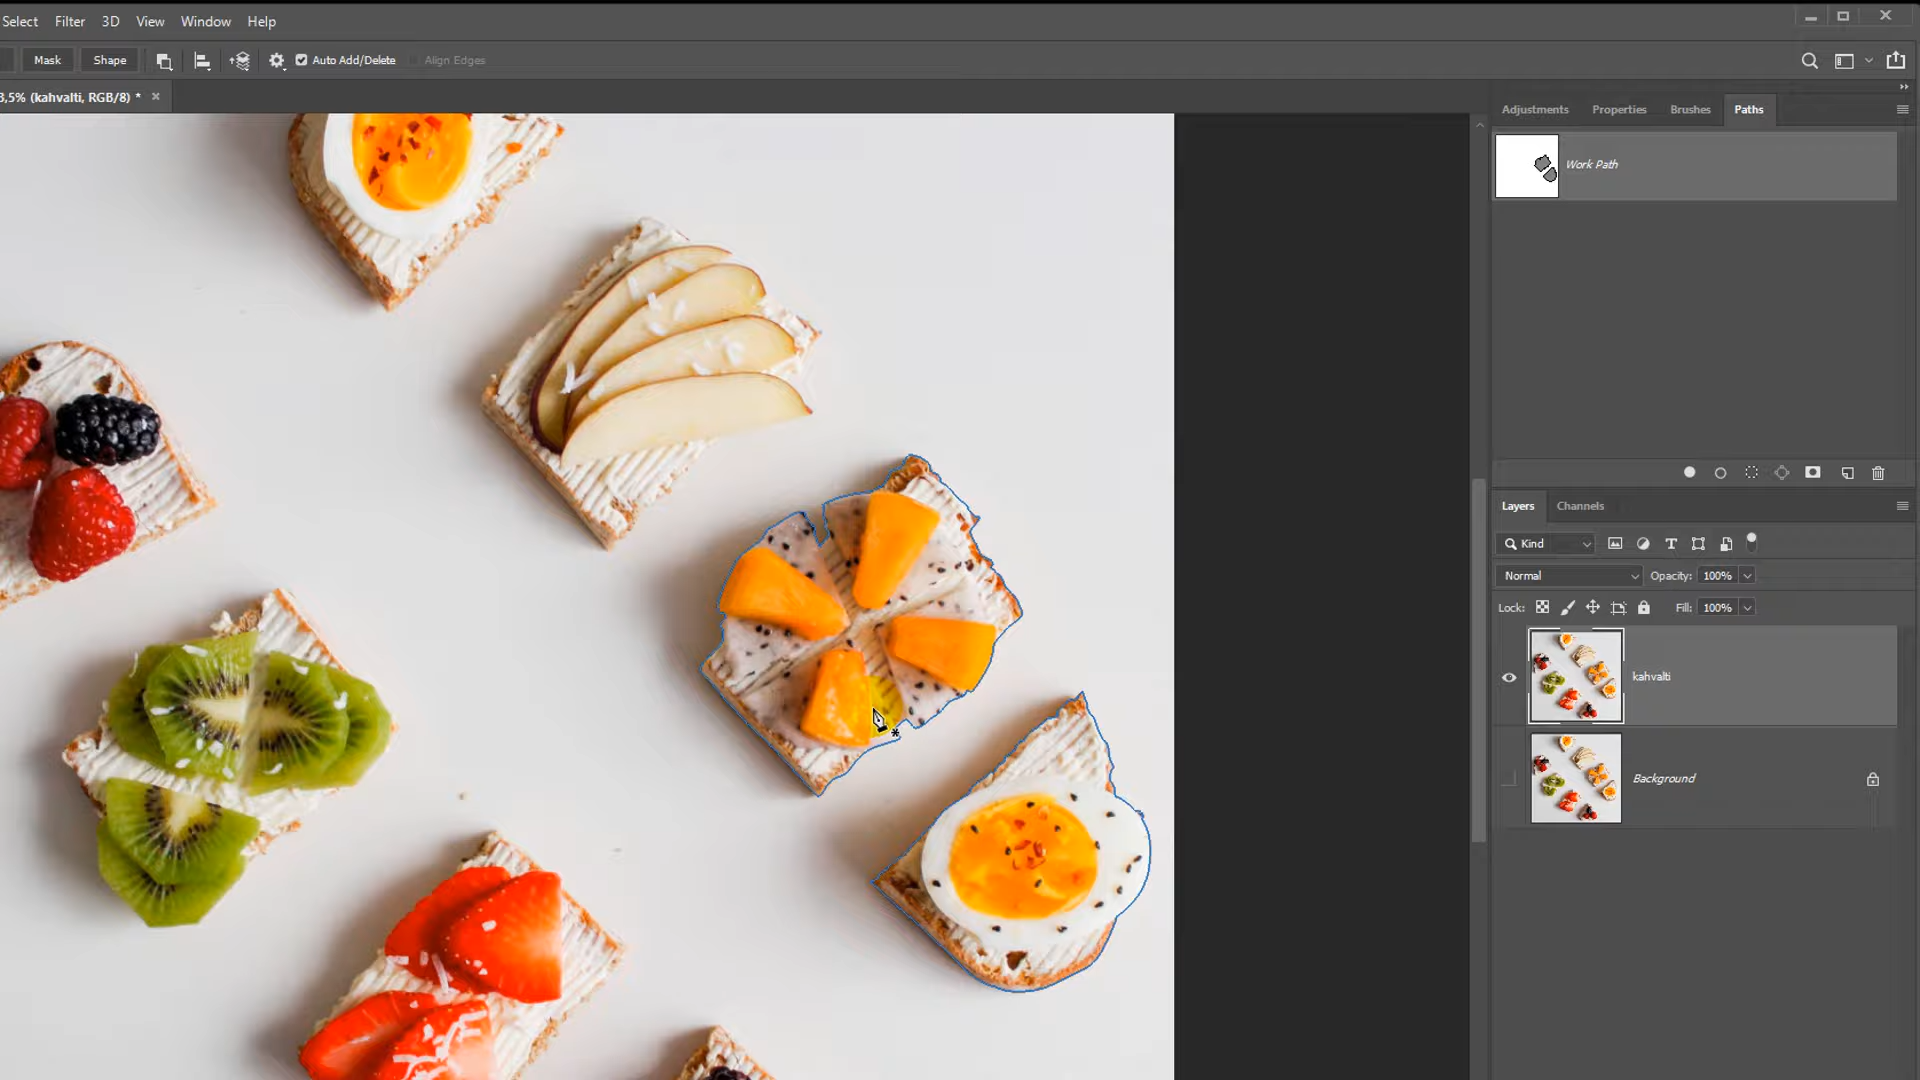 Select Filter 3D View Window Help
Mask Shape Auto Add/Delete Align Edges
3,5% (kahvalti, RGB/8) *
Adjustments Properties Brushes Paths
Work Path
Layers Channels
Kind
Normal Opacity: 100%
Lock: Fill: 100%
kahvalti
Background